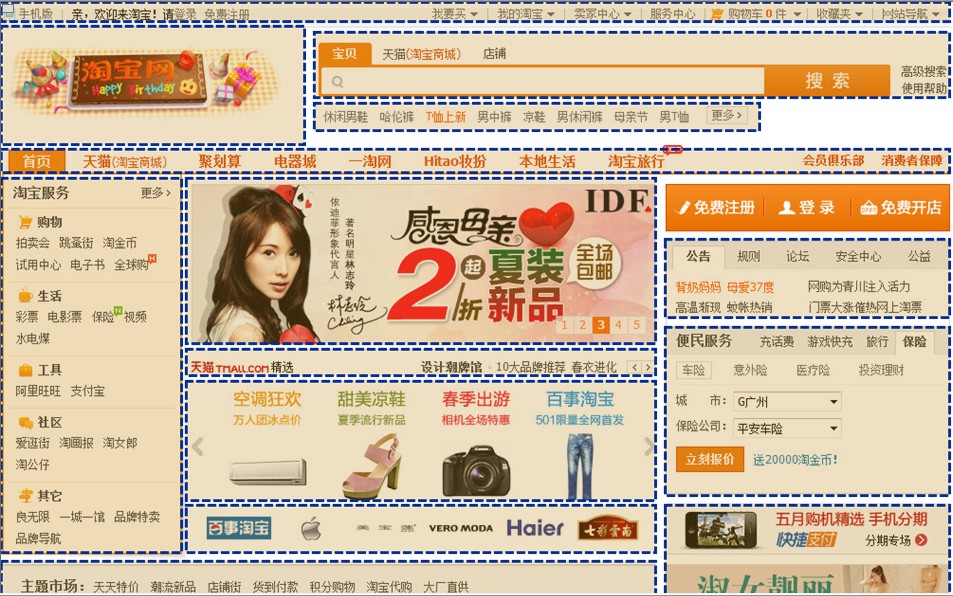 手机版 亲，欢迎来淘宝！请登录 免费注册 我要买 我的淘宝 卖家中心 服务中心 购物车0件 收藏夹 网站导航
淘宝网
Happy Birthday
宝贝 天猫(淘宝商城) 店铺
搜索
高级搜索
使用帮助
休闲男鞋 哈伦裤 T恤上新 男中裤 凉鞋 男休闲裤 母亲节 男T恤 更多>
首页 天猫(淘宝商城) 聚划算 电器城 一淘网 Hitao妆扮 本地生活 淘宝旅行 会员俱乐部 消费者保障
淘宝服务 更多>
购物
拍卖会 跳蚤街 淘金币
试用中心 电子书 全球购 H
生活
彩票 电影票 保险 N 视频
水电煤
工具
阿里旺旺 支付宝
社区
爱逛街 淘画报 淘女郎
淘公仔
其它
良无限 一城一馆 品牌特卖
品牌导航
依迪菲形象代言人
著名明星林志玲
IDF
感恩母亲
2折起
夏装
新品
全场
包邮
1 2 3 4 5
天猫TMALL.COM精选 设计潮牌馆 · 10大品牌推荐 春衣进化 < >
空调狂欢 甜美凉鞋 春季出游 百事淘宝
万人团冰点价 夏季流行新品 相机全场特惠 501限量全网首发
百事淘宝 VERO MODA Haier 七彩云南
免费注册 登录 免费开店
公告 规则 论坛 安全中心 公益
背奶妈妈 母爱37度 网购为青川注入活力
高温渐现 蚊帐热销 门票大涨催热网上淘票
便民服务 充话费 游戏快充 旅行 保险
车险 意外险 医疗险 投资理财
城 市: G广州
保险公司: 平安车险
立刻报价 送20000淘金币!
五月购机精选 手机分期
快捷支付 分期专场
淑女靓丽
主题市场: 天天特价 潮流新品 店铺街 货到付款 积分购物 淘宝代购 大厂直供